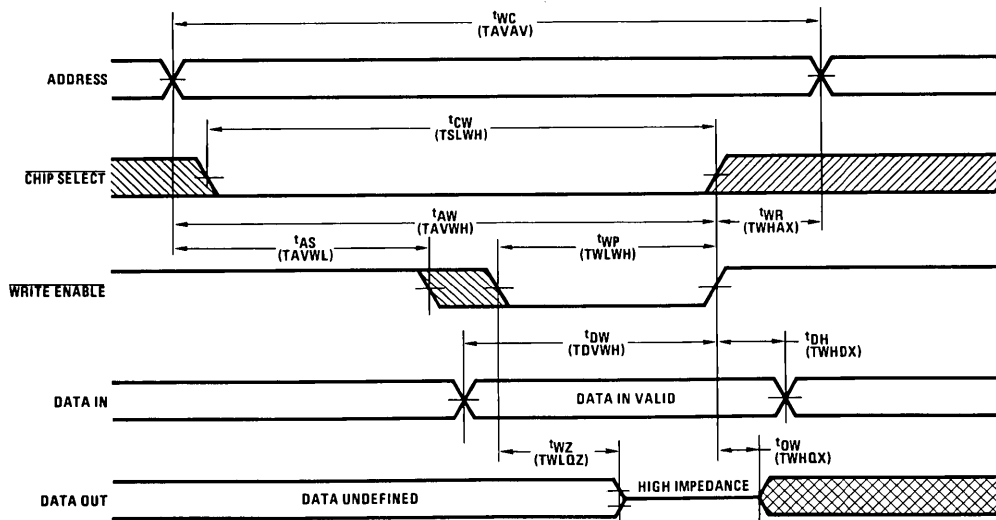 tWC
(TAVAV)
ADDRESS
tCW
(TSLWH)
CHIP SELECT
tAW
(TAVWH)
tWR
(TWHAX)
tAS
(TAVWL)
tWP
(TWLWH)
WRITE ENABLE
tDW
(TDVWH)
tDH
(TWHDX)
DATA IN
DATA IN VALID
tWZ
(TWLQZ)
tOW
(TWHQX)
DATA OUT
DATA UNDEFINED
HIGH IMPEDANCE